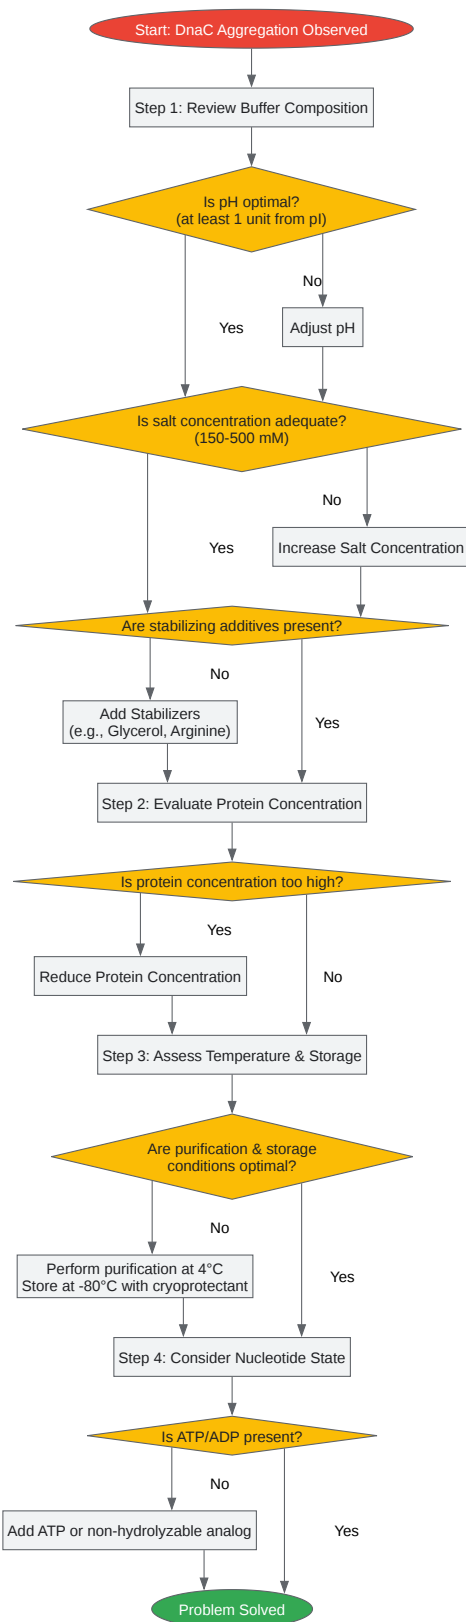 Start: DnaC Aggregation Observed
Step 1: Review Buffer Composition
Is pH optimal?
(at least 1 unit from pI)
No
Yes
Adjust pH
Is salt concentration adequate?
(150-500 mM)
No
Yes
Increase Salt Concentration
Are stabilizing additives present?
No
Add Stabilizers
(e.g., Glycerol, Arginine)
Yes
Step 2: Evaluate Protein Concentration
Is protein concentration too high?
Yes
Reduce Protein Concentration
No
Step 3: Assess Temperature & Storage
Are purification & storage
conditions optimal?
No
Perform purification at 4°C
Store at -80°C with cryoprotectant
Yes
Step 4: Consider Nucleotide State
Is ATP/ADP present?
No
Add ATP or non-hydrolyzable analog
Yes
Problem Solved